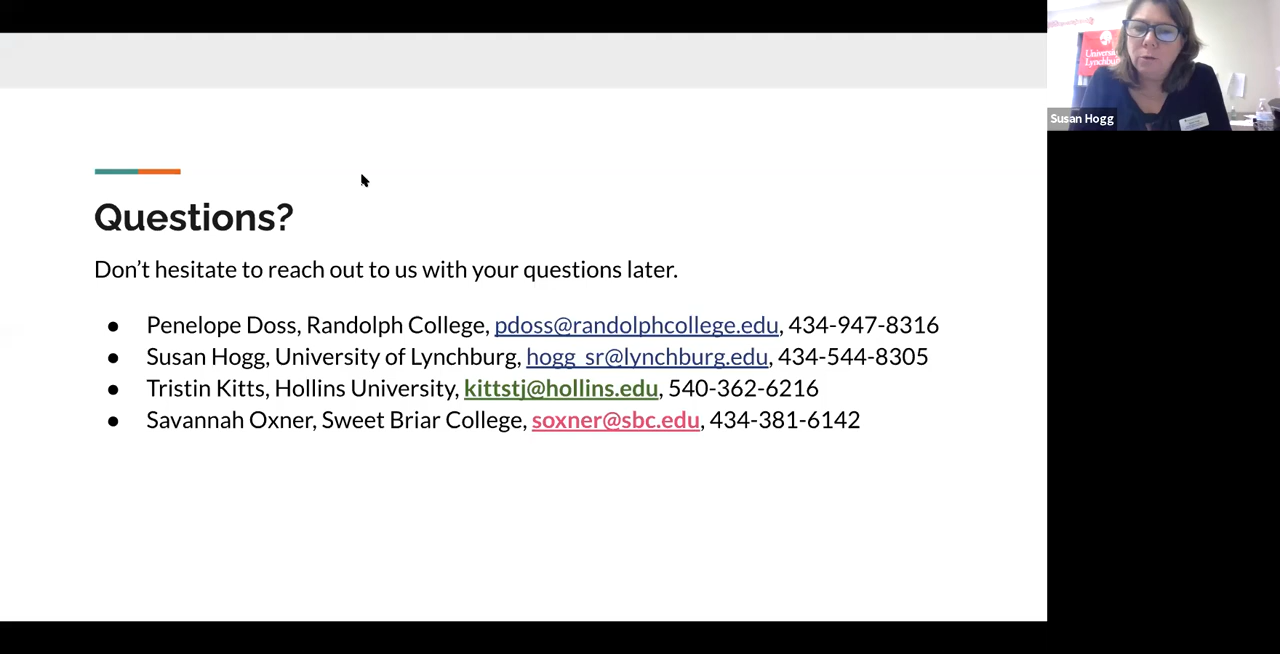 University
Lynchburg
Susan Hogg
Questions?
Don't hesitate to reach out to us with your questions later.
● Penelope Doss, Randolph College, pdoss@randolphcollege.edu, 434-947-8316
● Susan Hogg, University of Lynchburg, hogg_sr@lynchburg.edu, 434-544-8305
● Tristin Kitts, Hollins University, kittstj@hollins.edu, 540-362-6216
● Savannah Oxner, Sweet Briar College, soxner@sbc.edu, 434-381-6142